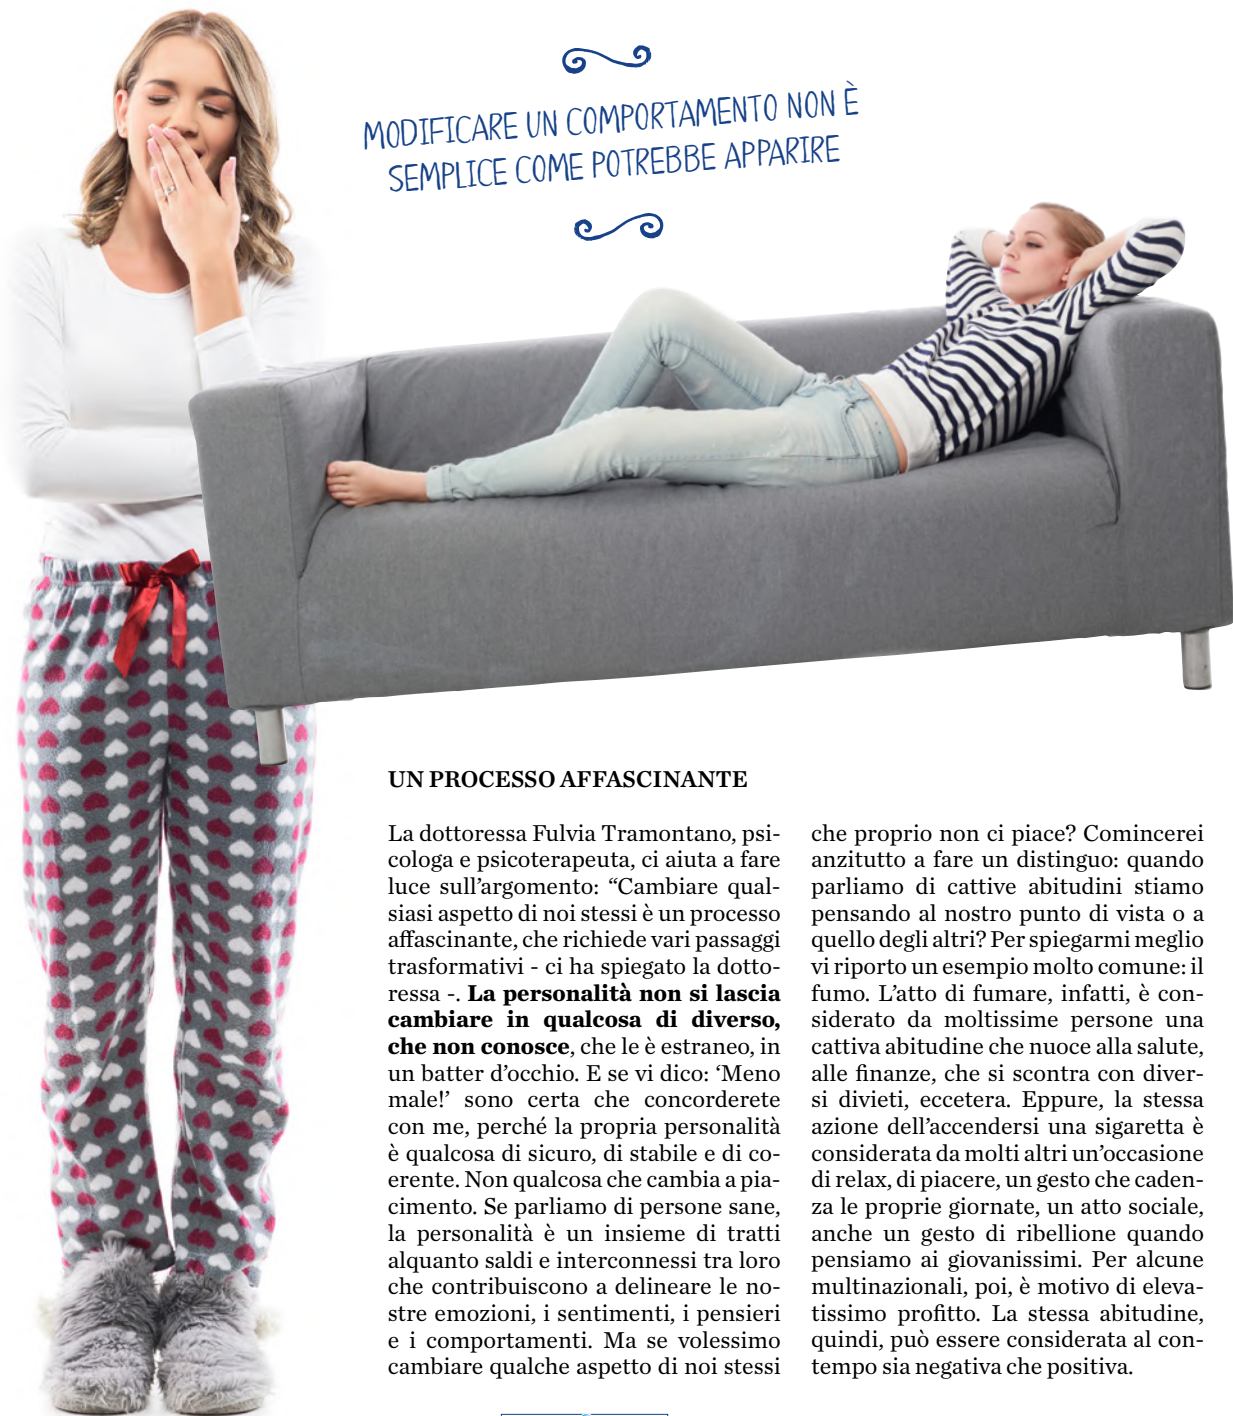 MODIFICARE UN COMPORTAMENTO NON È
SEMPLICE COME POTREBBE APPARIRE
UN PROCESSO AFFASCINANTE
La dottoressa Fulvia Tramontano, psi-
cologa e psicoterapeuta, ci aiuta a fare
luce sull’argomento: “Cambiare qual-
siasi aspetto di noi stessi è un processo
affascinante, che richiede vari passaggi
trasformativi - ci ha spiegato la dotto-
ressa -. La personalità non si lascia
cambiare in qualcosa di diverso,
che non conosce, che le è estraneo, in
un batter d’occhio. E se vi dico: ‘Meno
male!’ sono certa che concorderete
con me, perché la propria personalità
è qualcosa di sicuro, di stabile e di co-
erente. Non qualcosa che cambia a pia-
cimento. Se parliamo di persone sane,
la personalità è un insieme di tratti
alquanto saldi e interconnessi tra loro
che contribuiscono a delineare le no-
stre emozioni, i sentimenti, i pensieri
e i comportamenti. Ma se volessimo
cambiare qualche aspetto di noi stessi
che proprio non ci piace? Comincerei
anzitutto a fare un distinguo: quando
parliamo di cattive abitudini stiamo
pensando al nostro punto di vista o a
quello degli altri? Per spiegarmi meglio
vi riporto un esempio molto comune: il
fumo. L’atto di fumare, infatti, è con-
siderato da moltissime persone una
cattiva abitudine che nuoce alla salute,
alle finanze, che si scontra con diver-
si divieti, eccetera. Eppure, la stessa
azione dell’accendersi una sigaretta è
considerata da molti altri un’occasione
di relax, di piacere, un gesto che caden-
za le proprie giornate, un atto sociale,
anche un gesto di ribellione quando
pensiamo ai giovanissimi. Per alcune
multinazionali, poi, è motivo di eleva-
tissimo profitto. La stessa abitudine,
quindi, può essere considerata al con-
tempo sia negativa che positiva.